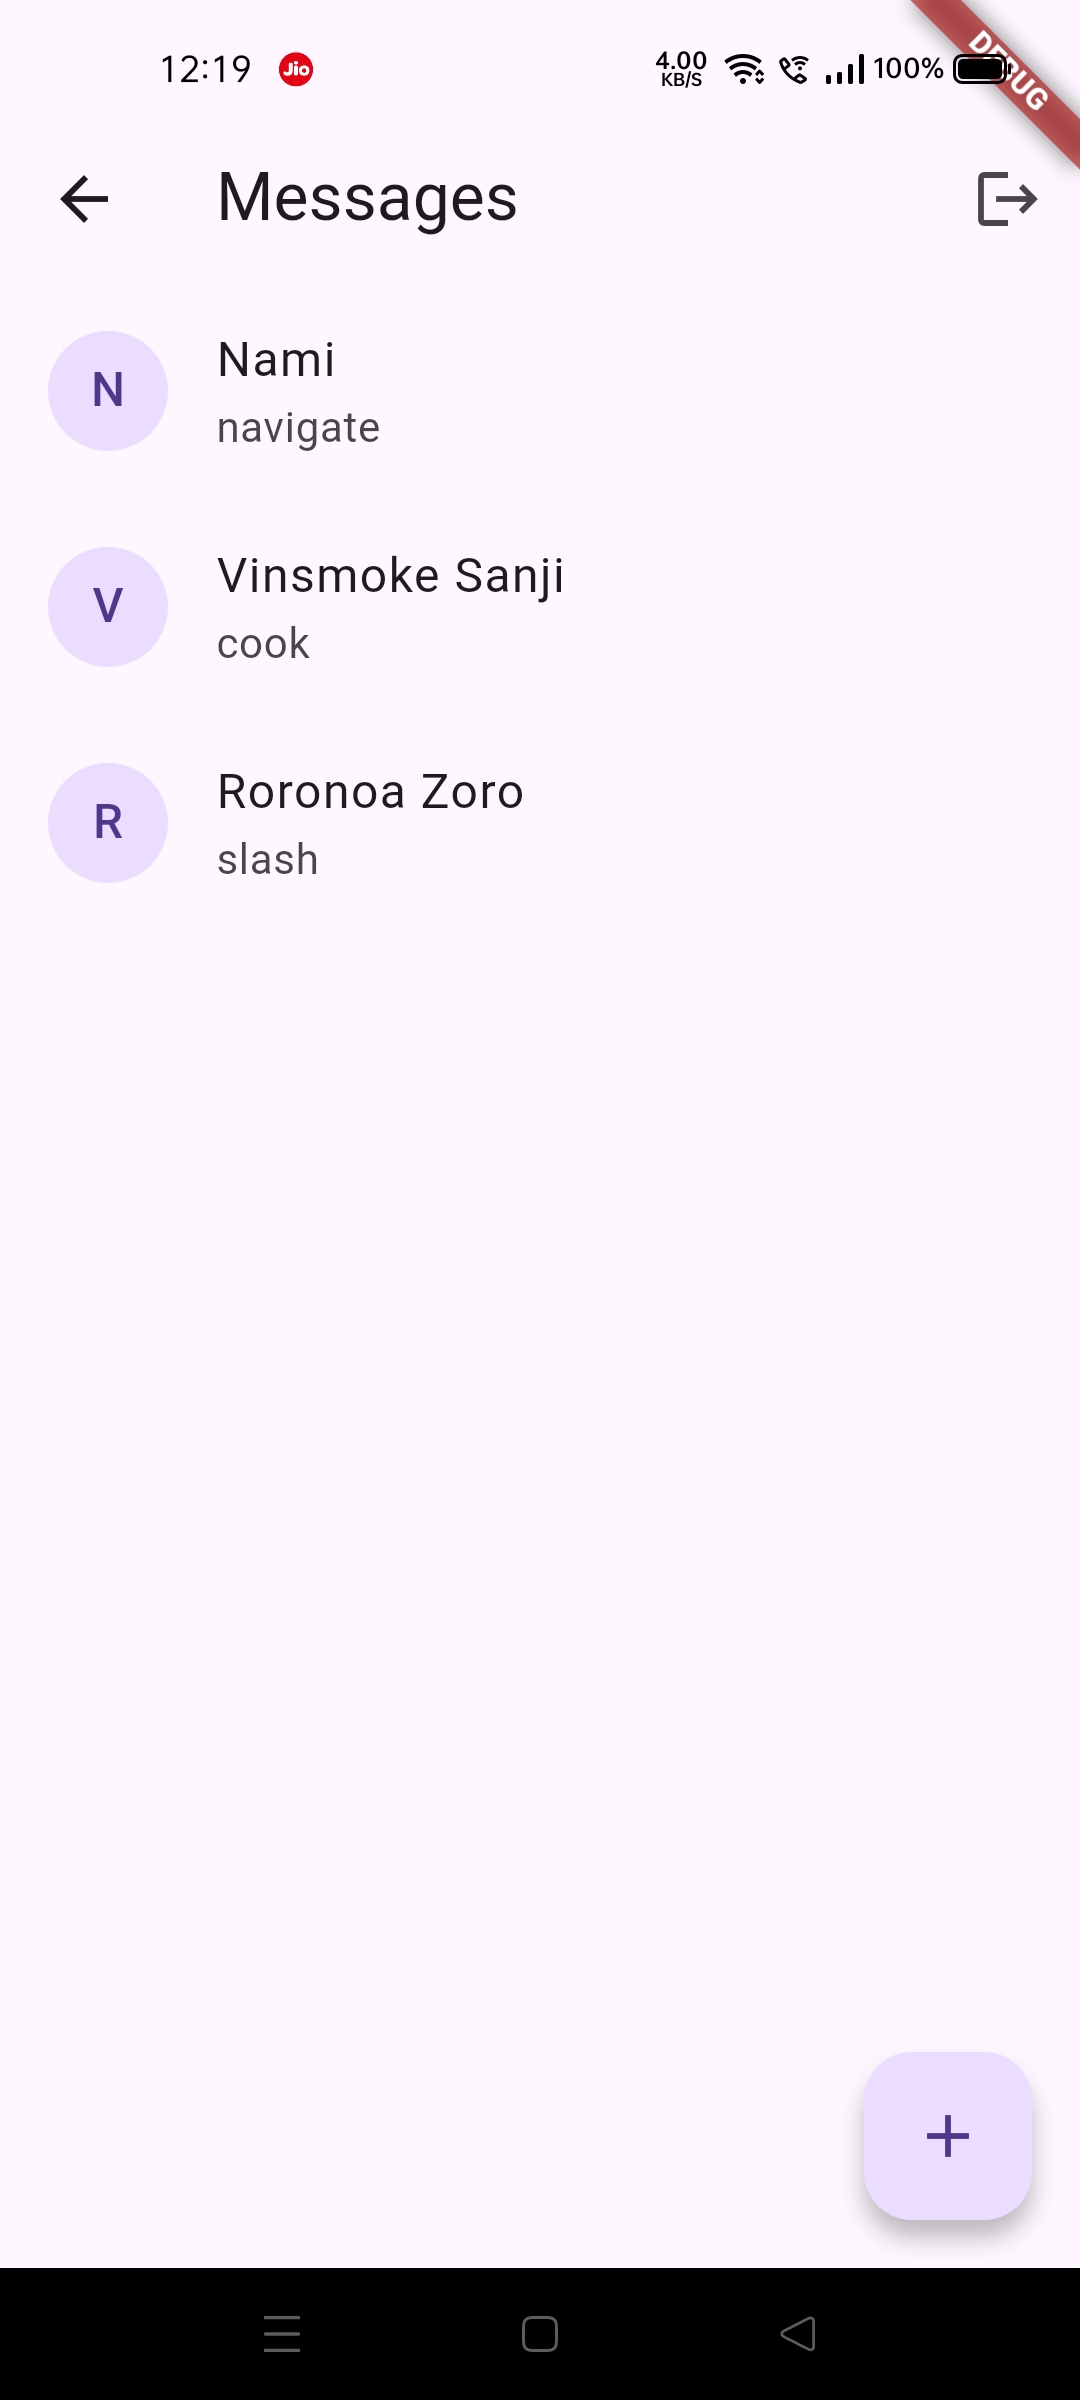 12:19 Jio 4.00 KB/S 100% DEBUG
Messages
N
Nami
navigate
V
Vinsmoke Sanji
cook
R
Roronoa Zoro
slash